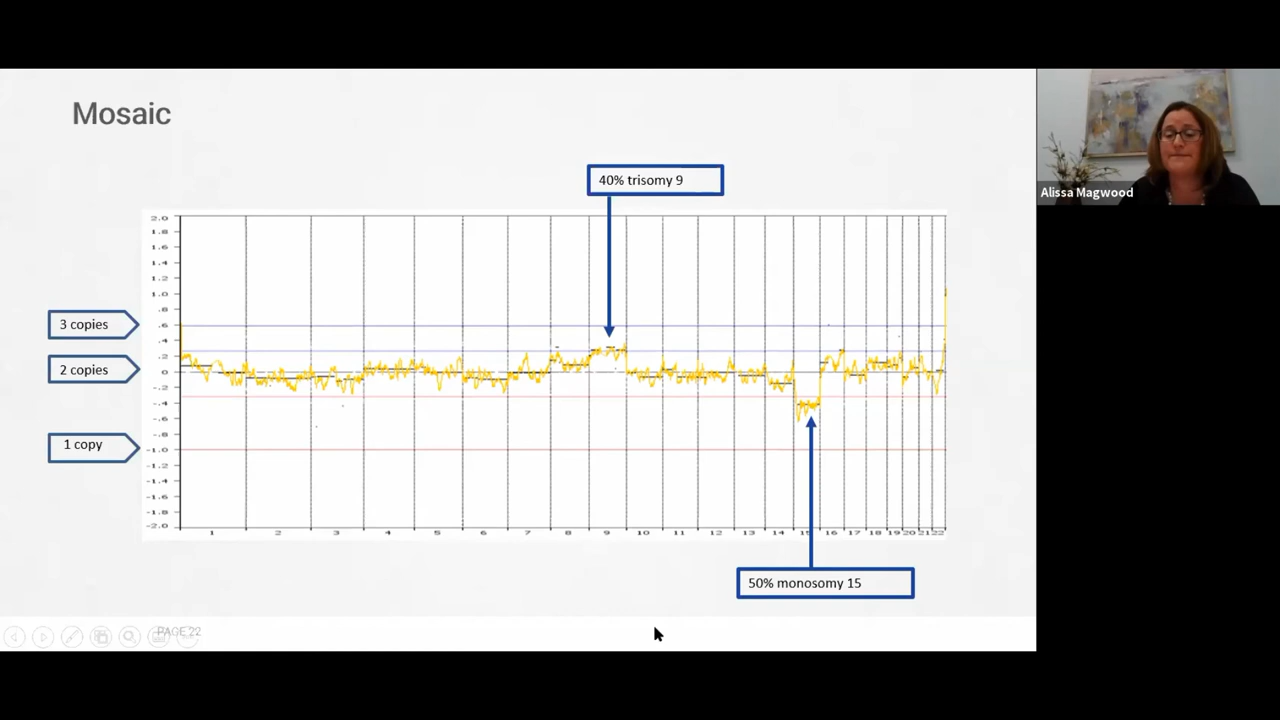 Mosaic
40% trisomy 9
Alissa Magwood
2.0
1.8
1.6
1.4
1.2
1.0
.8
.6
.4
.2
0
-.2
-.4
-.6
-.8
-1.0
-1.2
-1.4
-1.6
-1.8
-2.0
3 copies
2 copies
1 copy
1 2 3 4 5 6 7 8 9 10 11 12 13 14 15 16 17 18 19 20 21 22
50% monosomy 15
PAGE 22